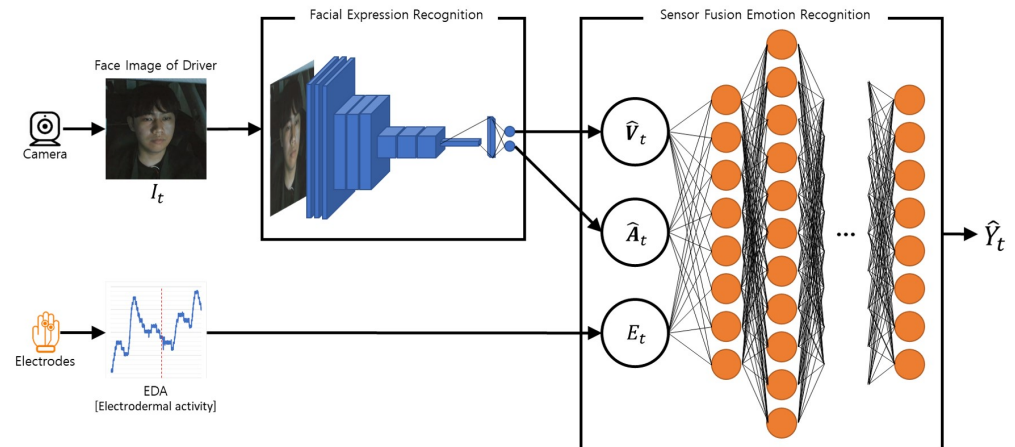 Facial Expression Recognition
Sensor Fusion Emotion Recognition
Face Image of Driver
Camera
I_t
V̂_t
Â_t
...
Ŷ_t
E_t
Electrodes
EDA
[Electrodermal activity]